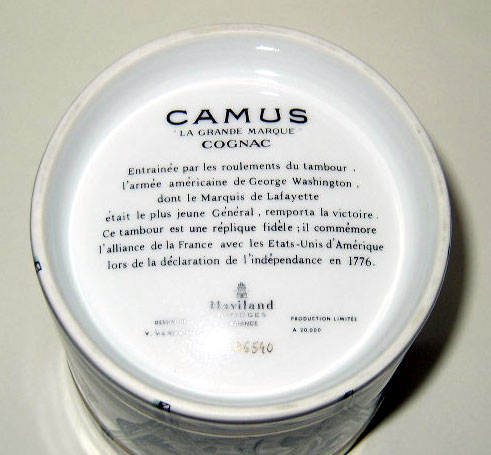 CAMUS
"LA GRANDE MARQUE"
COGNAC
Entrainée par les roulements du tambour,
l'armée américaine de George Washington,
dont le Marquis de Lafayette
était le plus jeune Général, remporta la victoire.
Ce tambour est une réplique fidèle; il commémore
l'alliance de la France avec les Etats-Unis d'Amérique
lors de la déclaration de l'indépendance en 1776.
Haviland
LIMOGES
FRANCE
PRODUCTION LIMITÉE
A 20.000
6540